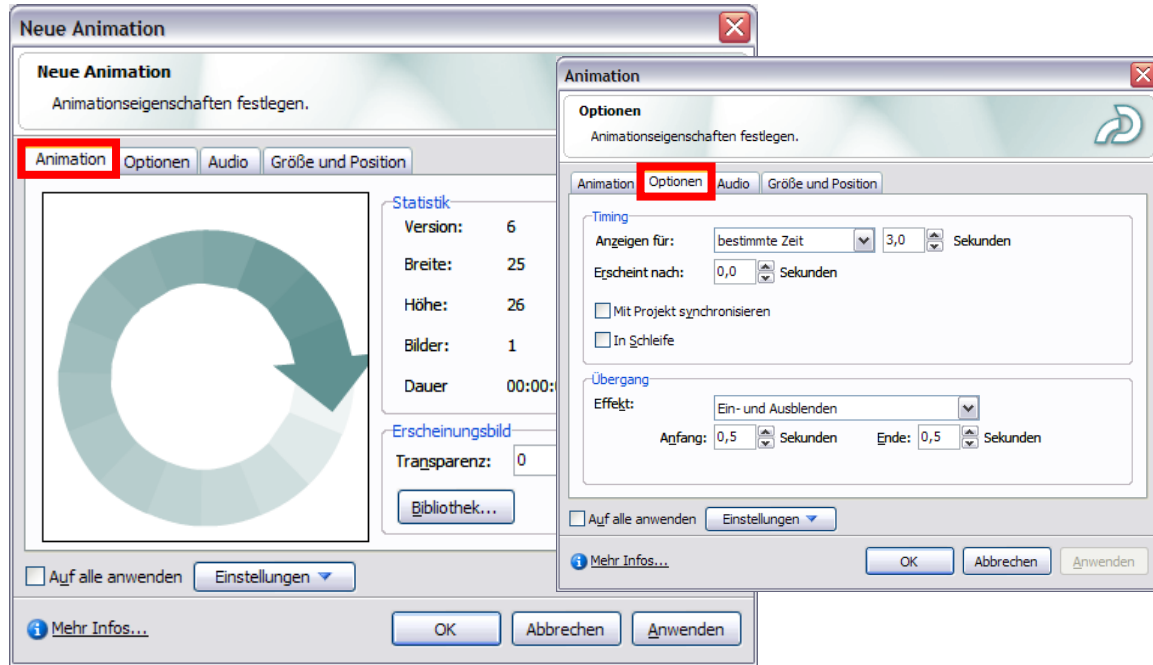 Neue Animation
Neue Animation
Animationseigenschaften festlegen.
Animation Optionen Audio Größe und Position
Statistik
Version: 6
Breite: 25
Höhe: 26
Bilder: 1
Dauer 00:00:
Erscheinungsbild
Transparenz: 0
Bibliothek...
Auf alle anwenden Einstellungen
Mehr Infos... OK Abbrechen Anwenden
Animation
Optionen
Animationseigenschaften festlegen.
Animation Optionen Audio Größe und Position
Timing
Anzeigen für: bestimmte Zeit 3,0 Sekunden
Erscheint nach: 0,0 Sekunden
Mit Projekt synchronisieren
In Schleife
Übergang
Effekt: Ein- und Ausblenden
Anfang: 0,5 Sekunden Ende: 0,5 Sekunden
Auf alle anwenden Einstellungen
Mehr Infos... OK Abbrechen Anwenden